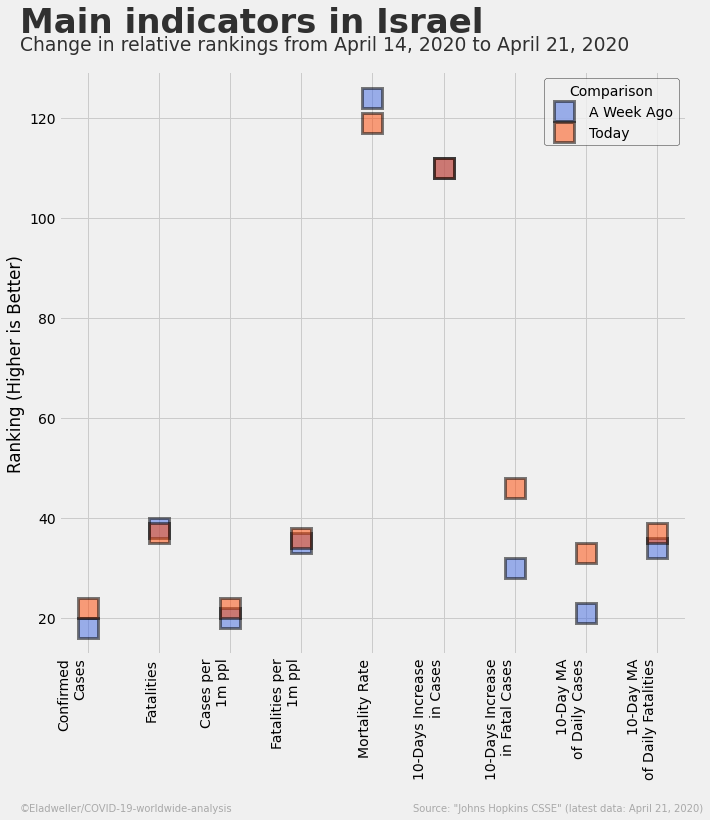 Main indicators in Israel
Change in relative rankings from April 14, 2020 to April 21, 2020
Comparison
A Week Ago
Today
Ranking (Higher is Better)
120
100
80
60
40
20
Confirmed
Cases
Fatalities
Cases per
1m ppl
Fatalities per
1m ppl
Mortality Rate
10-Days Increase
in Cases
10-Days Increase
in Fatal Cases
10-Day MA
of Daily Cases
10-Day MA
of Daily Fatalities
©Eladweller/COVID-19-worldwide-analysis
Source: "Johns Hopkins CSSE" (latest data: April 21, 2020)